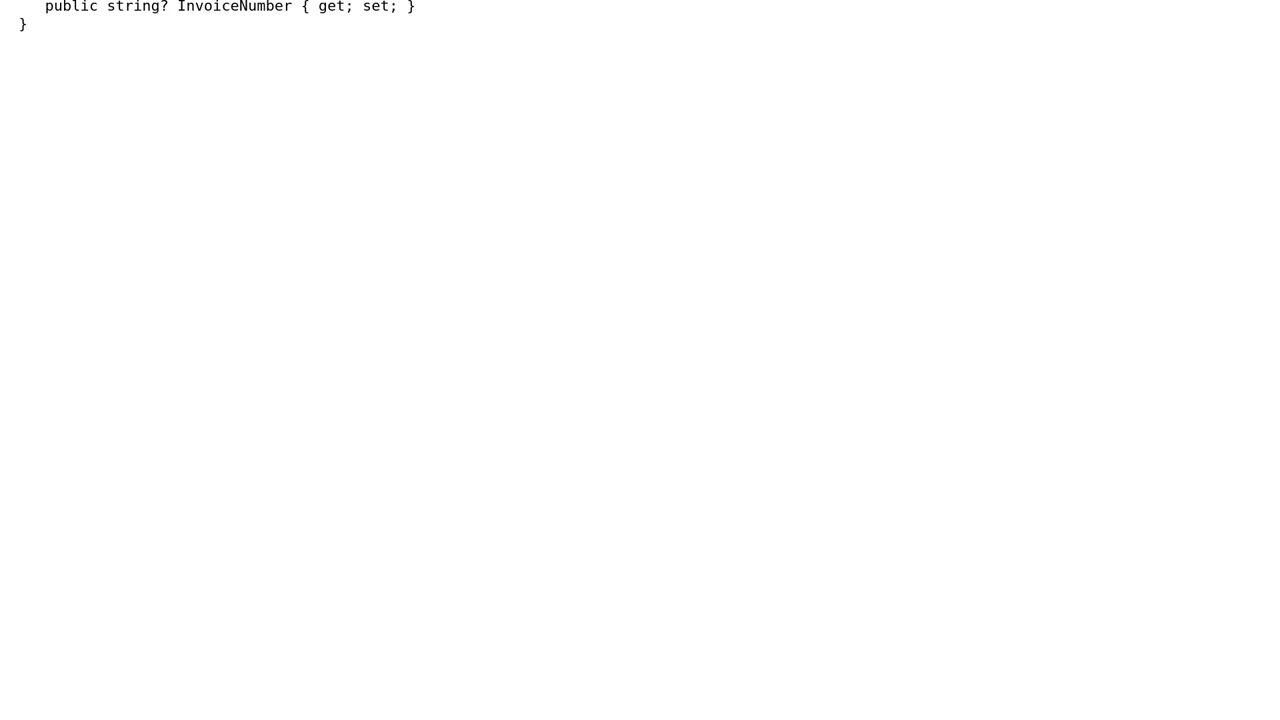 public string? InvoiceNumber { get; set; }
}